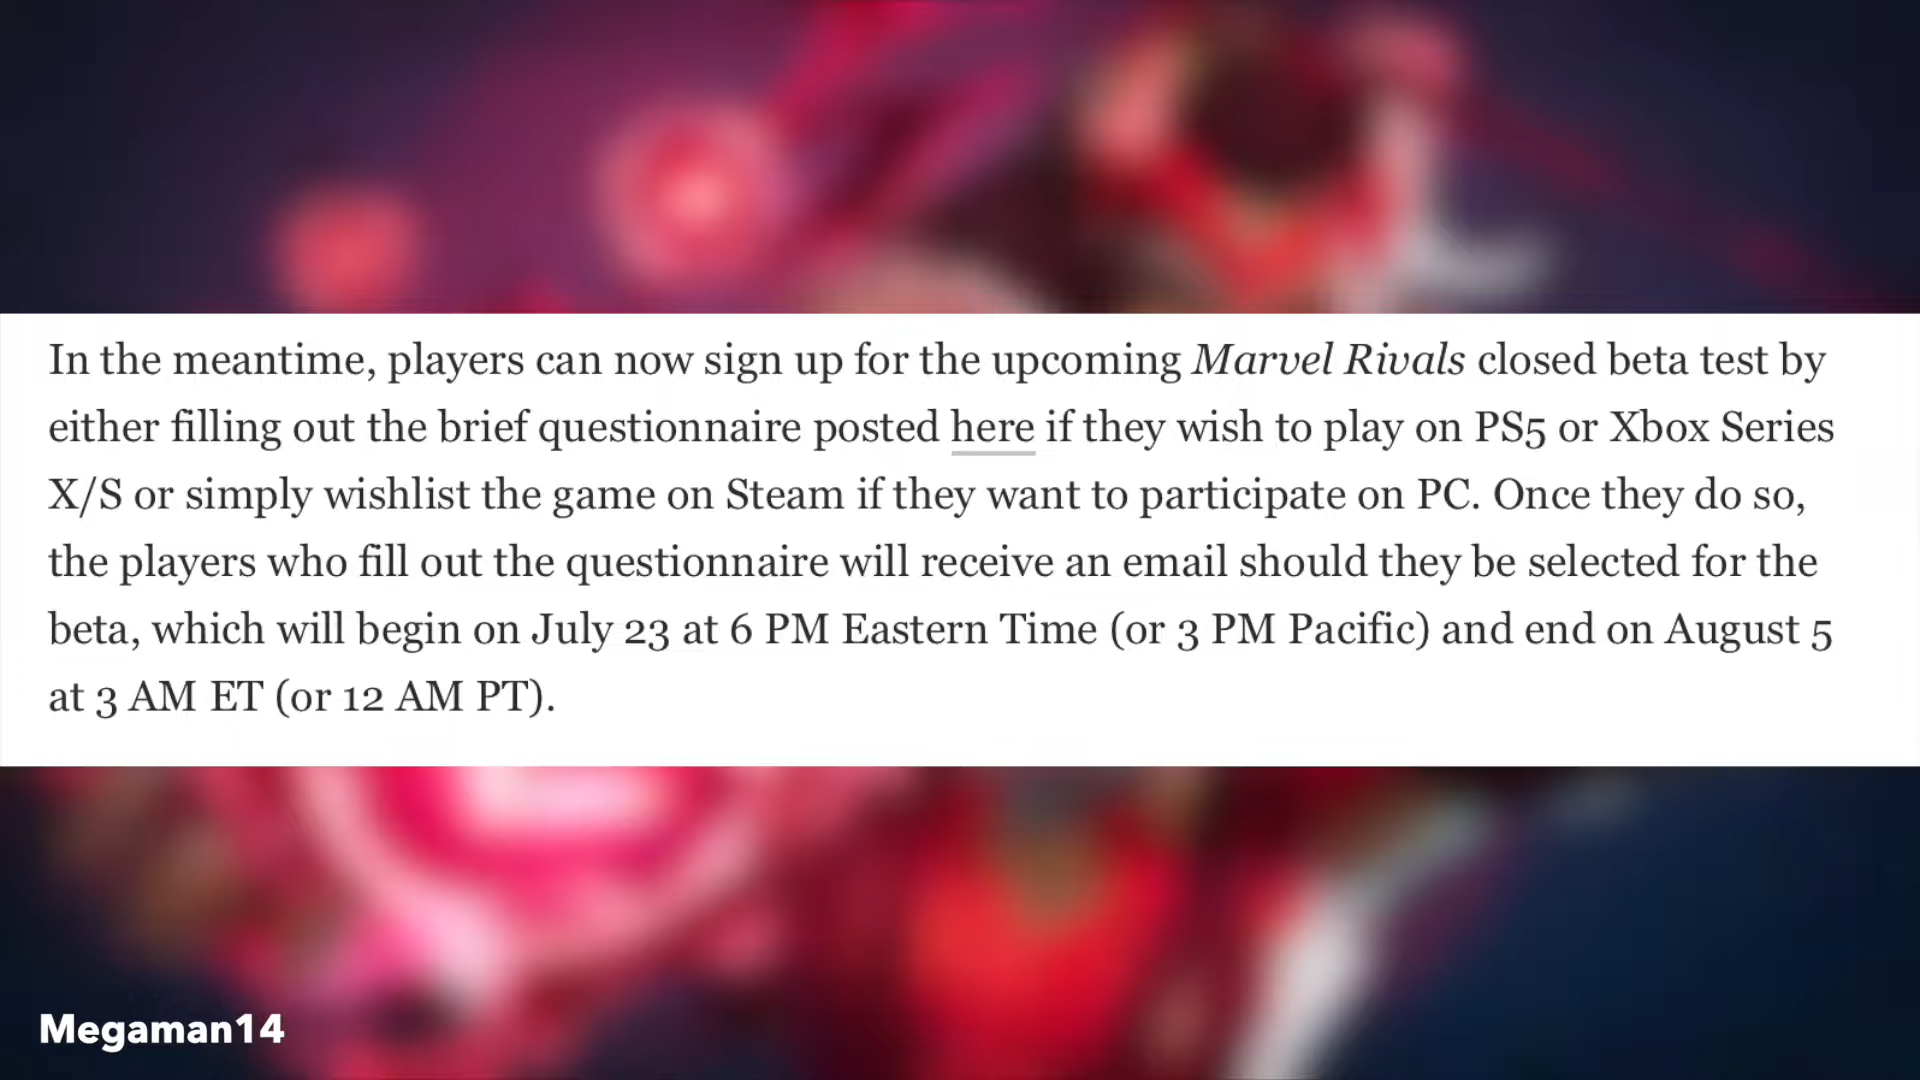 In the meantime, players can now sign up for the upcoming Marvel Rivals closed beta test by
either filling out the brief questionnaire posted here if they wish to play on PS5 or Xbox Series
X/S or simply wishlist the game on Steam if they want to participate on PC. Once they do so,
the players who fill out the questionnaire will receive an email should they be selected for the
beta, which will begin on July 23 at 6 PM Eastern Time (or 3 PM Pacific) and end on August 5
at 3 AM ET (or 12 AM PT).
Megaman14